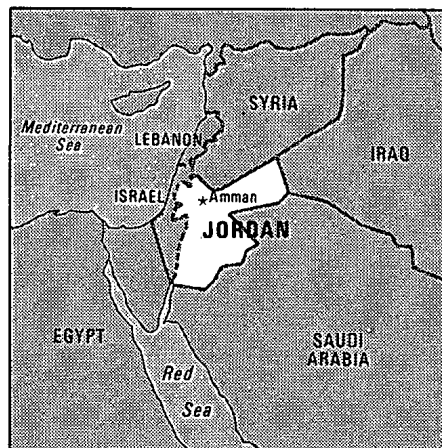 SYRIA
Mediterranean
Sea
LEBANON
IRAQ
ISRAEL
Amman
JORDAN
EGYPT
SAUDI
ARABIA
Red
Sea